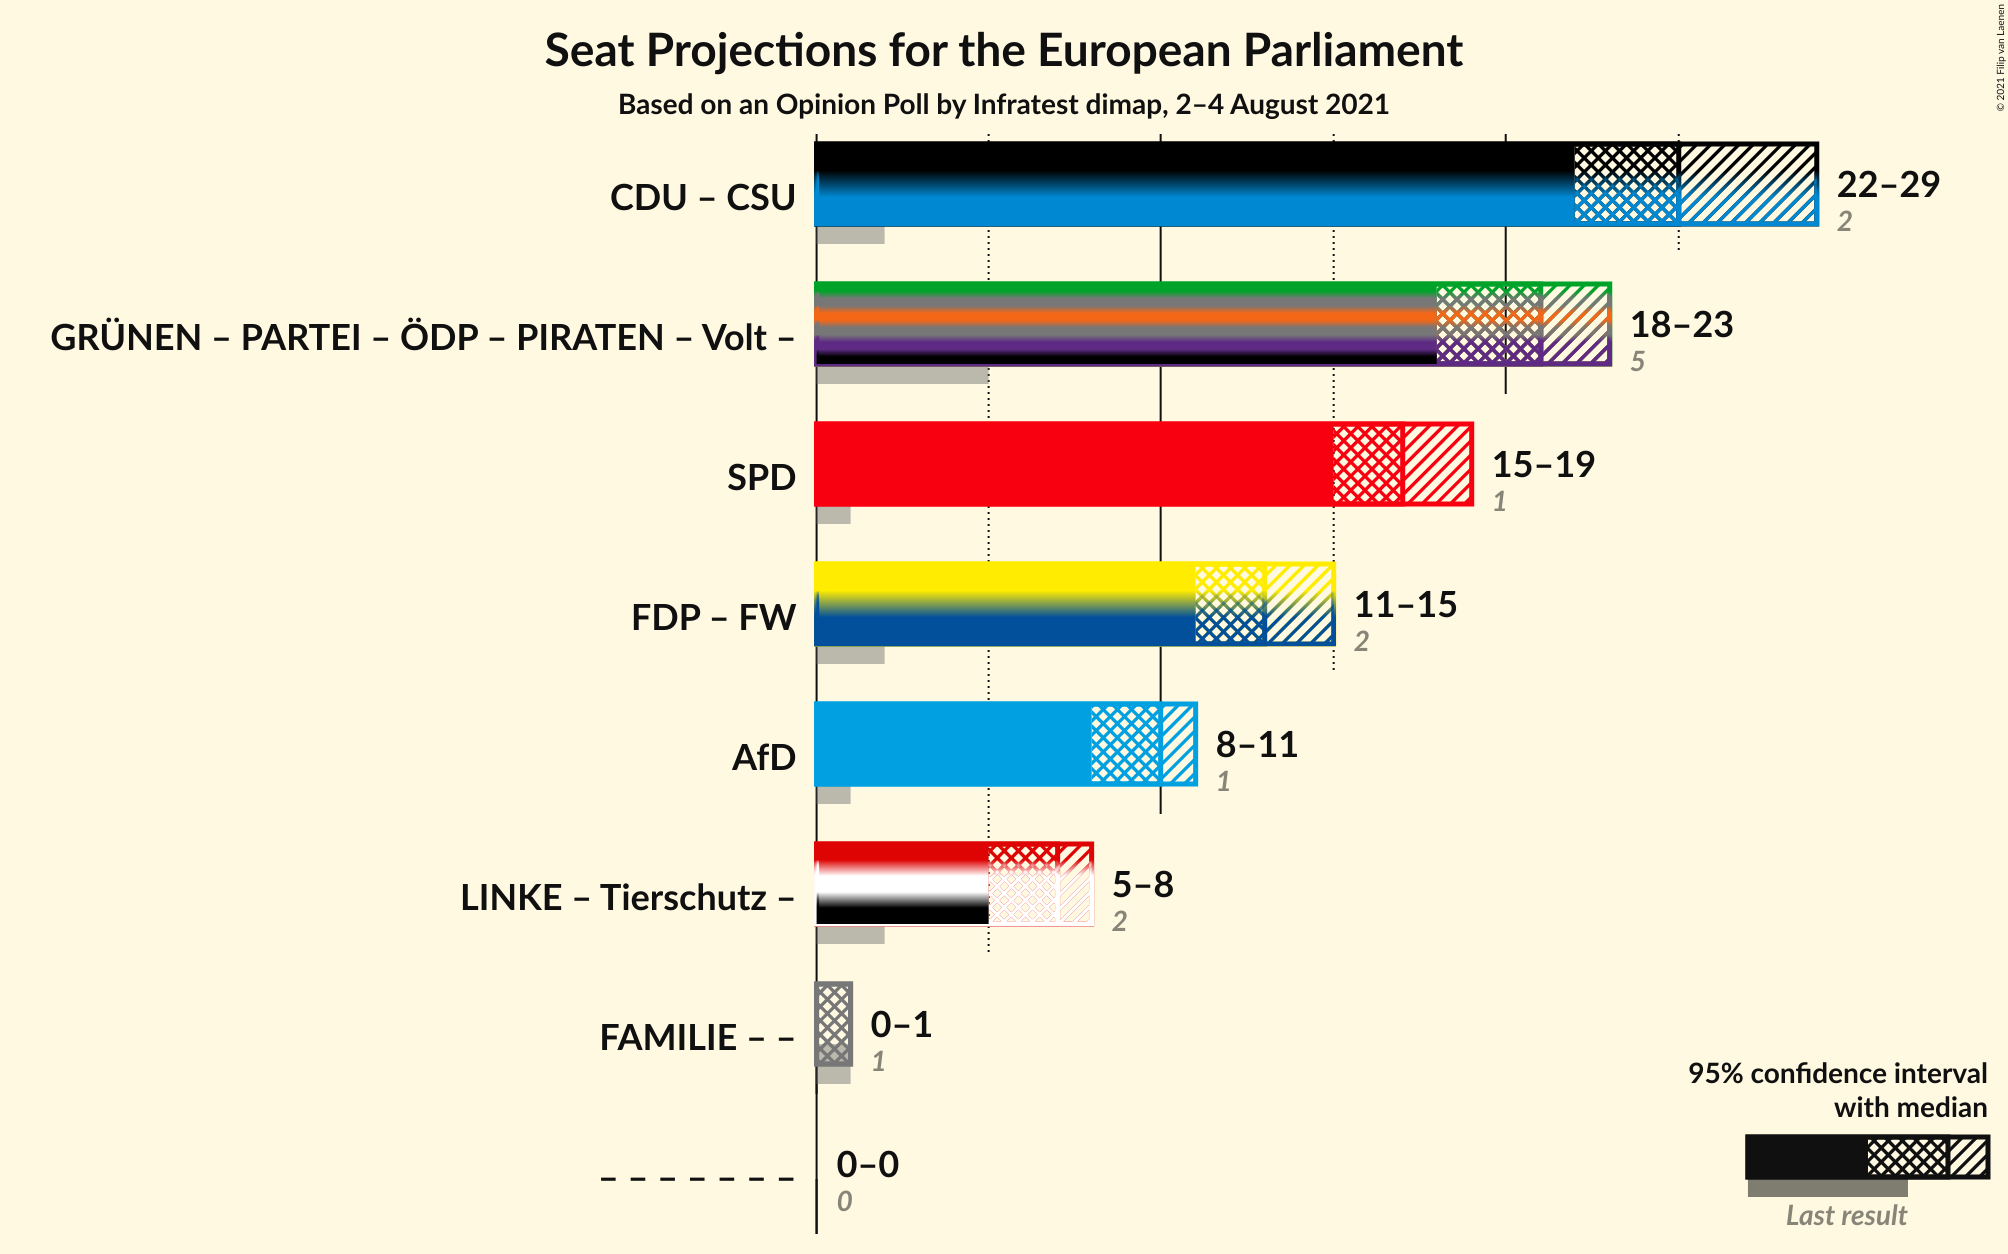 Seat Projections for the European Parliament
Based on an Opinion Poll by Infratest dimap, 2–4 August 2021
© 2021 Filip van Laenen
CDU – CSU
22–29
2
GRÜNEN – PARTEI – ÖDP – PIRATEN – Volt –
18–23
5
SPD
15–19
1
FDP – FW
11–15
2
AfD
8–11
1
LINKE – Tierschutz –
5–8
2
FAMILIE – –
0–1
1
– – – – – – –
0–0
0
95% confidence interval
with median
Last result